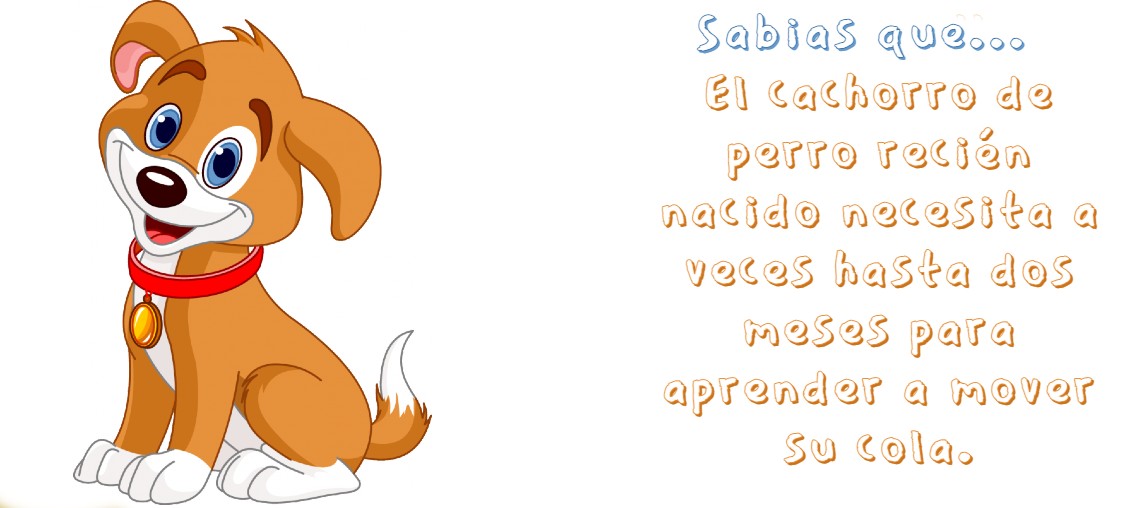 Sabias que...
El cachorro de
perro recién
nacido necesita a
veces hasta dos
meses para
aprender a mover
su cola.